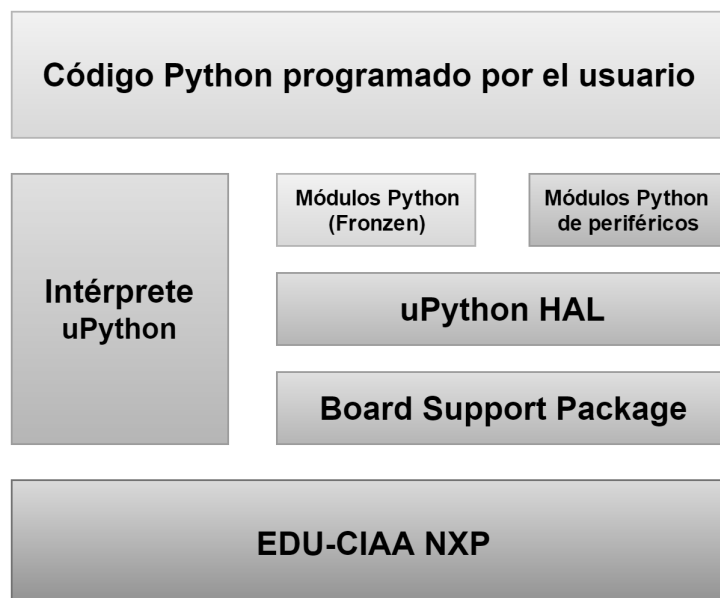 Código Python programado por el usuario
Módulos Python
(Fronzen)
Módulos Python
de periféricos
Intérprete
uPython
uPython HAL
Board Support Package
EDU-CIAA NXP